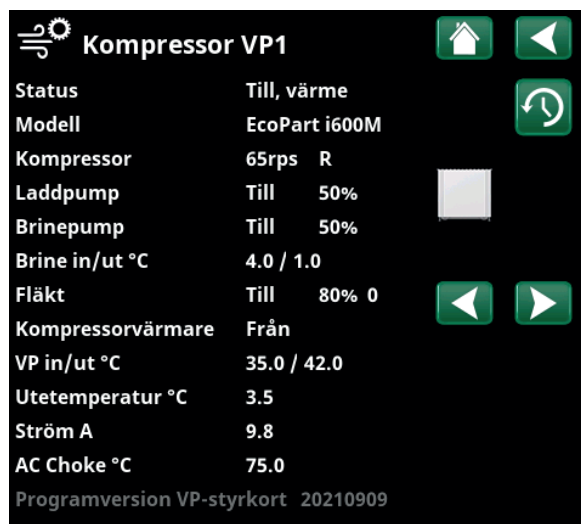 Kompressor VP1
Status Till, värme
Modell EcoPart i600M
Kompressor 65rps R
Laddpump Till 50%
Brinepump Till 50%
Brine in/ut °C 4.0 / 1.0
Fläkt Till 80% 0
Kompressorvärmare Från
VP in/ut °C 35.0 / 42.0
Utetemperatur °C 3.5
Ström A 9.8
AC Choke °C 75.0
Programversion VP-styrkort 20210909